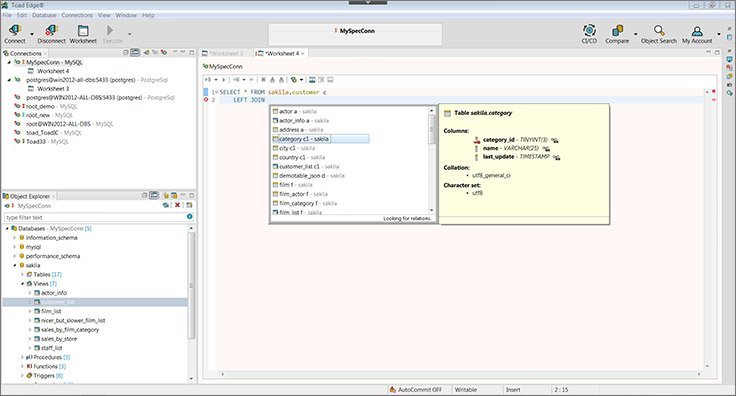 Toad Edge®
File Edit Database Connections View Window Help
Connect
Disconnect
Worksheet
Execute
MySpecConn
CI/CD
Compare
Object Search
My Account
Connections
MySpecConn - MySQL
Worksheet 4
postgres@win2012-all-dbs:5433 (postgres) - PostgreSql
Worksheet 3
postgres@WIN2012-ALL-DBS:5433 (postgres) - PostgreSql
root_demo - MySQL
root_new - MySQL
root@WIN2012-ALL-DBS - MySQL
toad_ToadIC - MySQL
Toad33 - MySQL
Object Explorer
MySpecConn
type filter text
Databases - MySpecConn [5]
information_schema
mysql
performance_schema
sakila
Tables [17]
Views [7]
actor_info
customer_list
film_list
nicer_but_slower_film_list
sales_by_film_category
sales_by_store
staff_list
Procedures [3]
Functions [3]
Triggers [6]
*Worksheet 3
*Worksheet 4
MySpecConn
1 SELECT * FROM sakila.customer c
2 LEFT JOIN
actor a - sakila
actor_info a - sakila
address a - sakila
category c1 - sakila
city c1 - sakila
country c1 - sakila
customer_list c1 - sakila
demotable_json d - sakila
film f - sakila
film_actor f - sakila
film_category f - sakila
film_list f - sakila
Looking for relations.
Table sakila.category
Columns:
category_id - TINYINT(3)
name - VARCHAR(25)
last_update - TIMESTAMP
Collation:
utf8_general_ci
Character set:
utf8
AutoCommit OFF
Writable
Insert
2 : 15